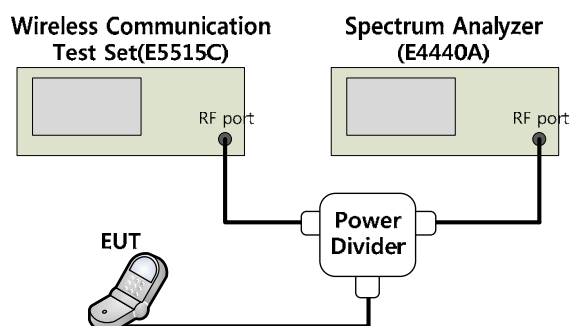 Wireless Communication
Test Set(E5515C)
Spectrum Analyzer
(E4440A)
RF port
RF port
Power
Divider
EUT